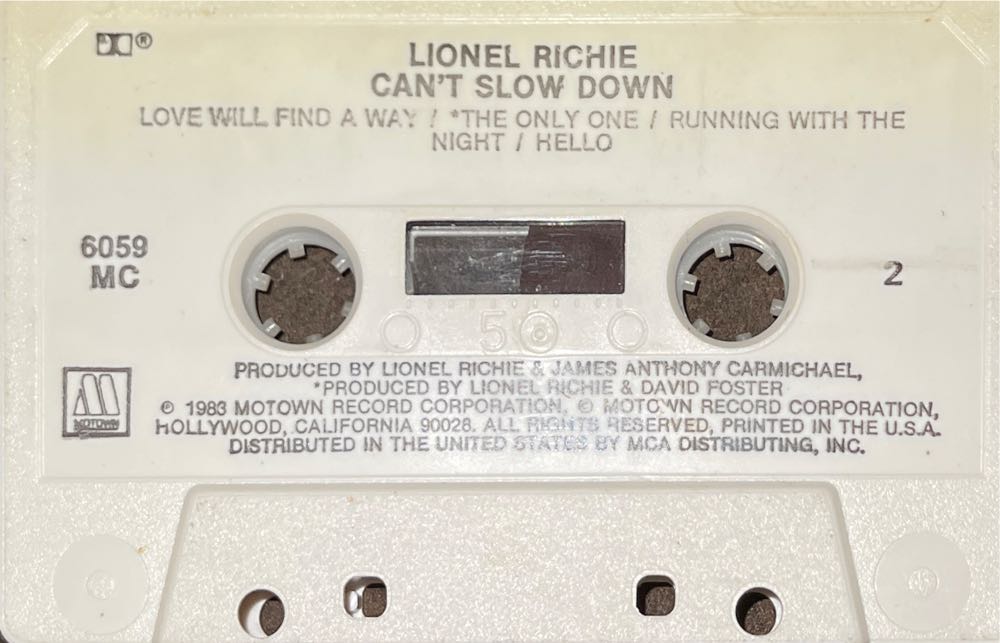 ®
LIONEL RICHIE
CAN'T SLOW DOWN
LOVE WILL FIND A WAY / *THE ONLY ONE / RUNNING WITH THE
NIGHT / HELLO
6059
MC
2
50
PRODUCED BY LIONEL RICHIE & JAMES ANTHONY CARMICHAEL,
*PRODUCED BY LIONEL RICHIE & DAVID FOSTER
℗ 1983 MOTOWN RECORD CORPORATION, © MOTOWN RECORD CORPORATION,
HOLLYWOOD, CALIFORNIA 90028. ALL RIGHTS RESERVED, PRINTED IN THE U.S.A.
DISTRIBUTED IN THE UNITED STATES BY MCA DISTRIBUTING, INC.
M
MOTOWN